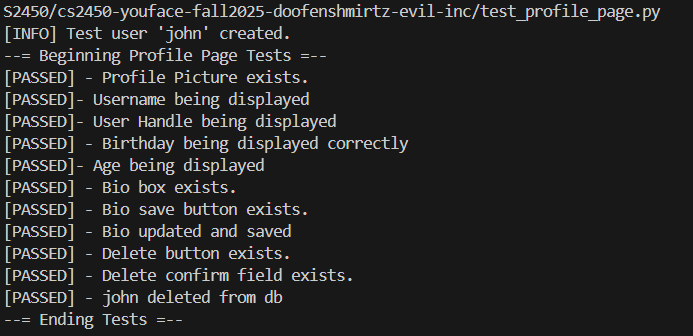 S2450/cs2450-youface-fall2025-doofenshmirtz-evil-inc/test_profile_page.py
[INFO] Test user 'john' created.
--= Beginning Profile Page Tests =--
[PASSED] - Profile Picture exists.
[PASSED]- Username being displayed
[PASSED]- User Handle being displayed
[PASSED] - Birthday being displayed correctly
[PASSED]- Age being displayed
[PASSED] - Bio box exists.
[PASSED] - Bio save button exists.
[PASSED] - Bio updated and saved
[PASSED] - Delete button exists.
[PASSED] - Delete confirm field exists.
[PASSED] - john deleted from db
--= Ending Tests =--